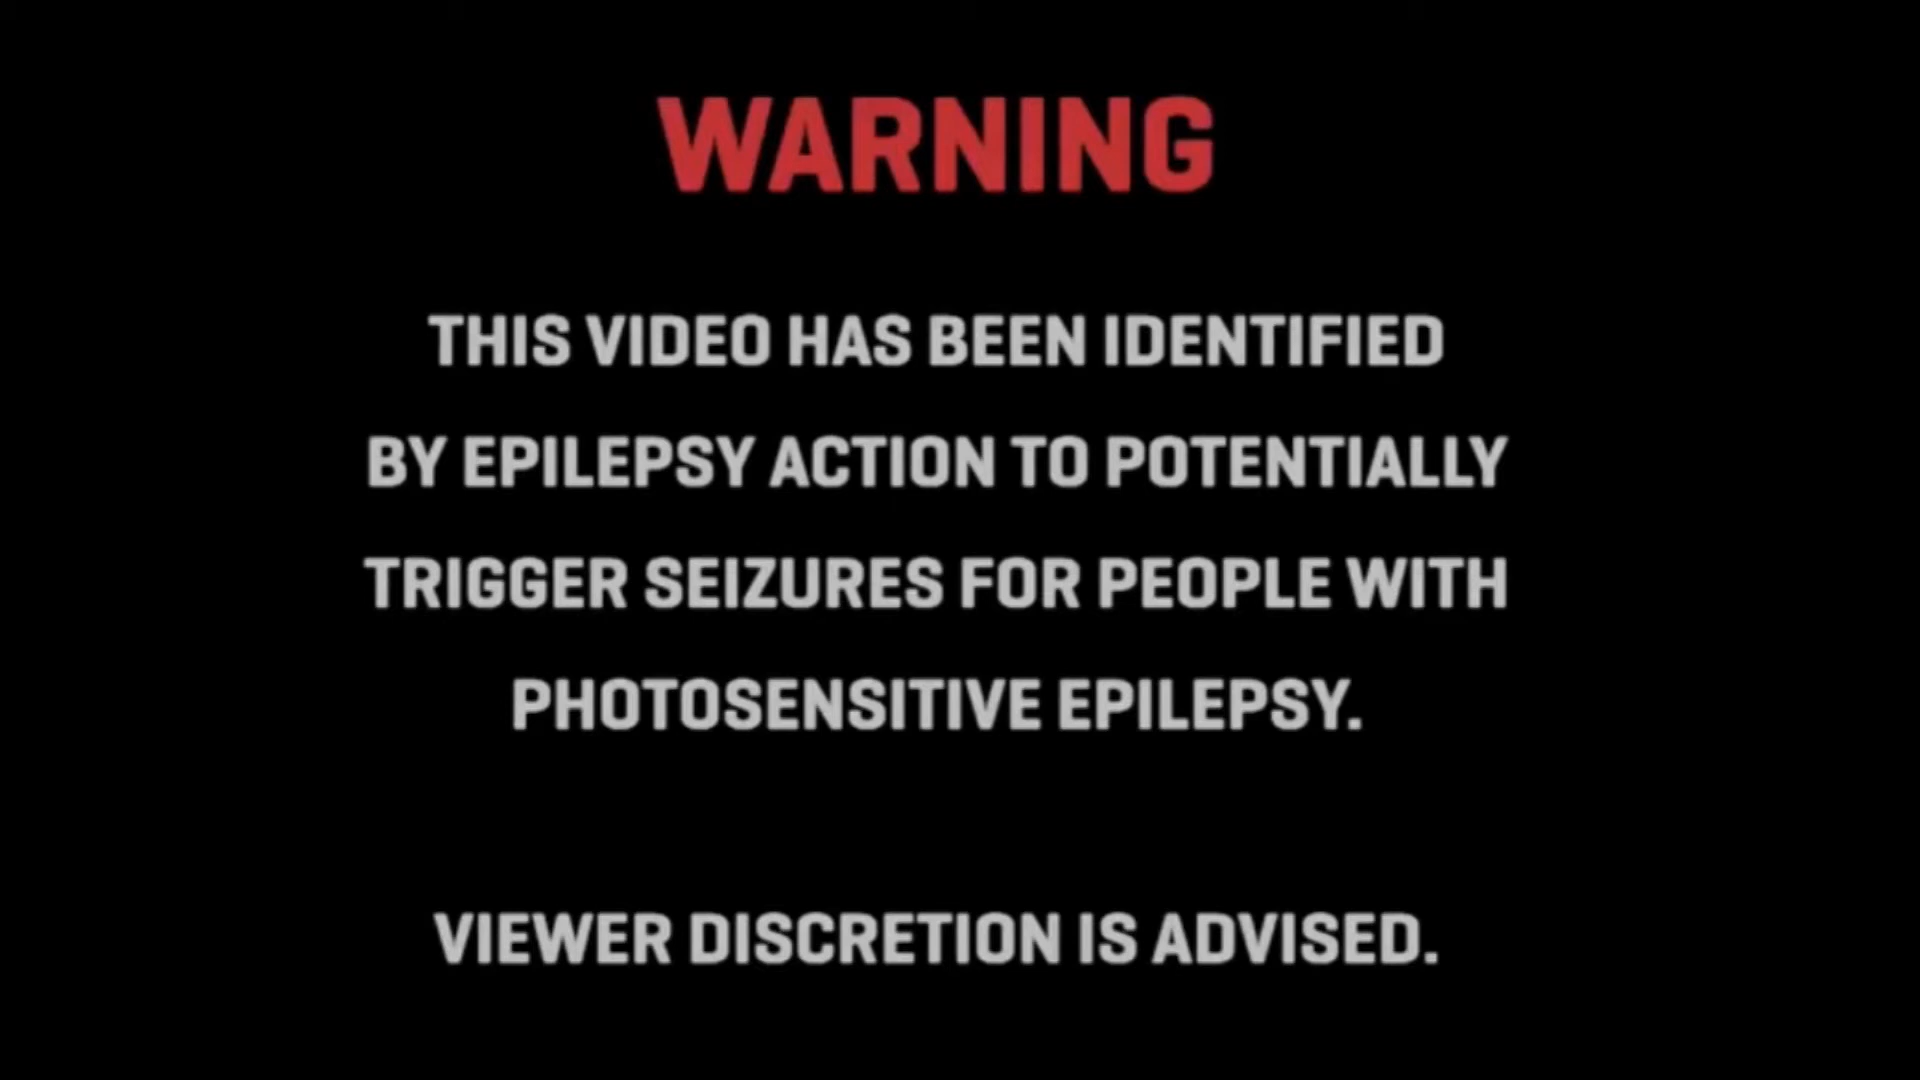 WARNING
THIS VIDEO HAS BEEN IDENTIFIED
BY EPILEPSY ACTION TO POTENTIALLY
TRIGGER SEIZURES FOR PEOPLE WITH
PHOTOSENSITIVE EPILEPSY.
VIEWER DISCRETION IS ADVISED.